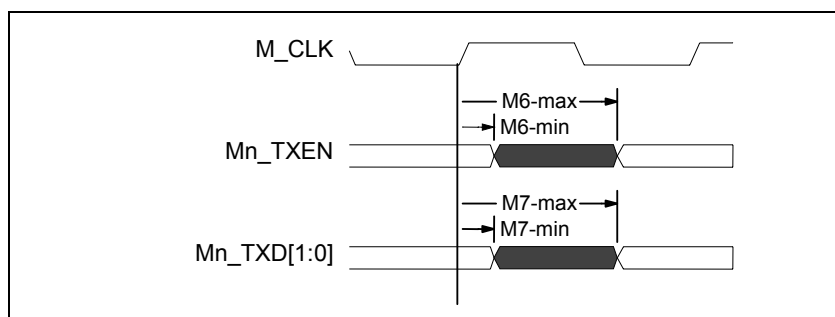 M_CLK
M6-max
M6-min
Mn_TXEN
M7-max
M7-min
Mn_TXD[1:0]